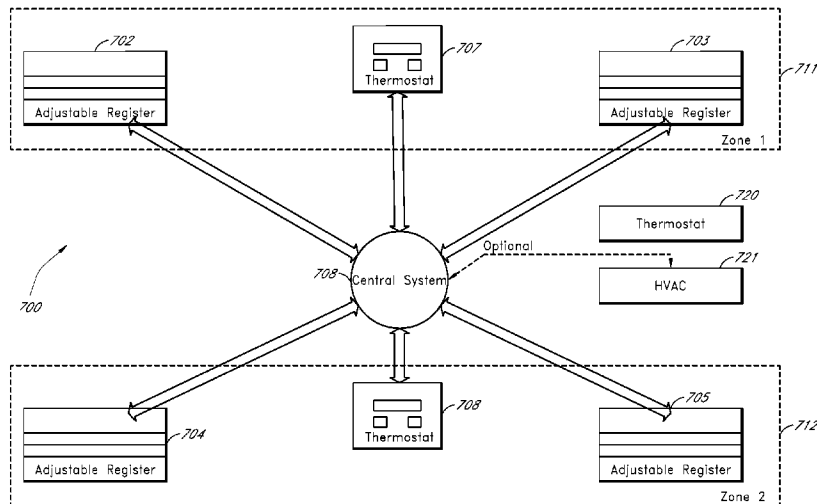 702
707
703
711
Thermostat
Adjustable Register
Adjustable Register
Zone 1
720
Thermostat
Optional
721
708
Central System
HVAC
700
708
705
704
712
Thermostat
Adjustable Register
Adjustable Register
Zone 2